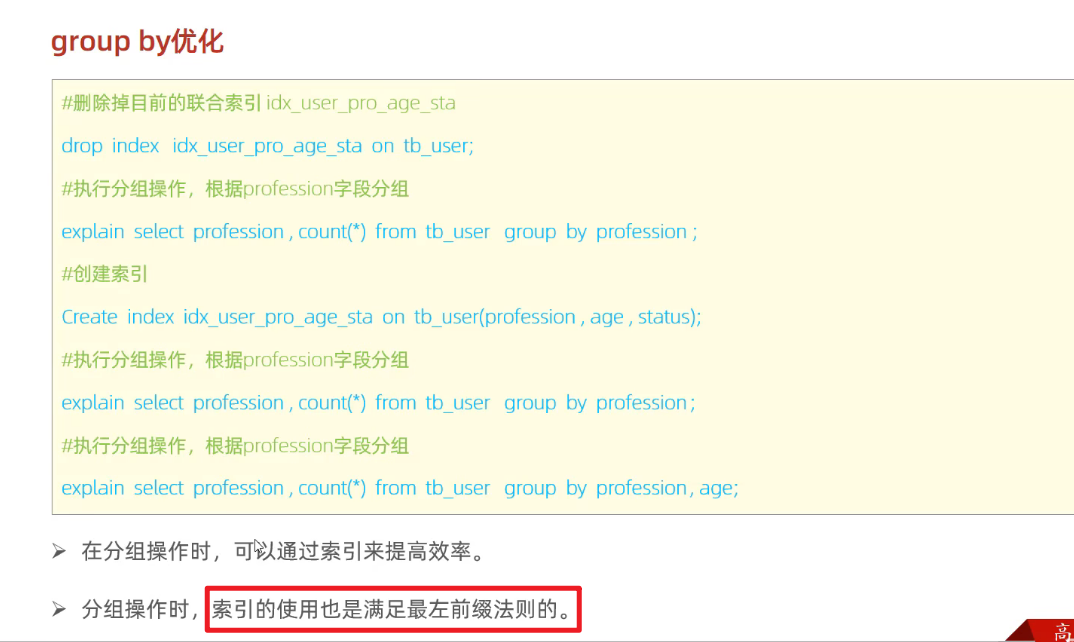 group by优化
#删除掉目前的联合索引 idx_user_pro_age_sta
drop index idx_user_pro_age_sta on tb_user;
#执行分组操作，根据profession字段分组
explain select profession , count(*) from tb_user group by profession ;
#创建索引
Create index idx_user_pro_age_sta on tb_user(profession , age , status);
#执行分组操作，根据profession字段分组
explain select profession , count(*) from tb_user group by profession ;
#执行分组操作，根据profession字段分组
explain select profession , count(*) from tb_user group by profession , age;
➢ 在分组操作时，可以通过索引来提高效率。
➢ 分组操作时，索引的使用也是满足最左前缀法则的。
高